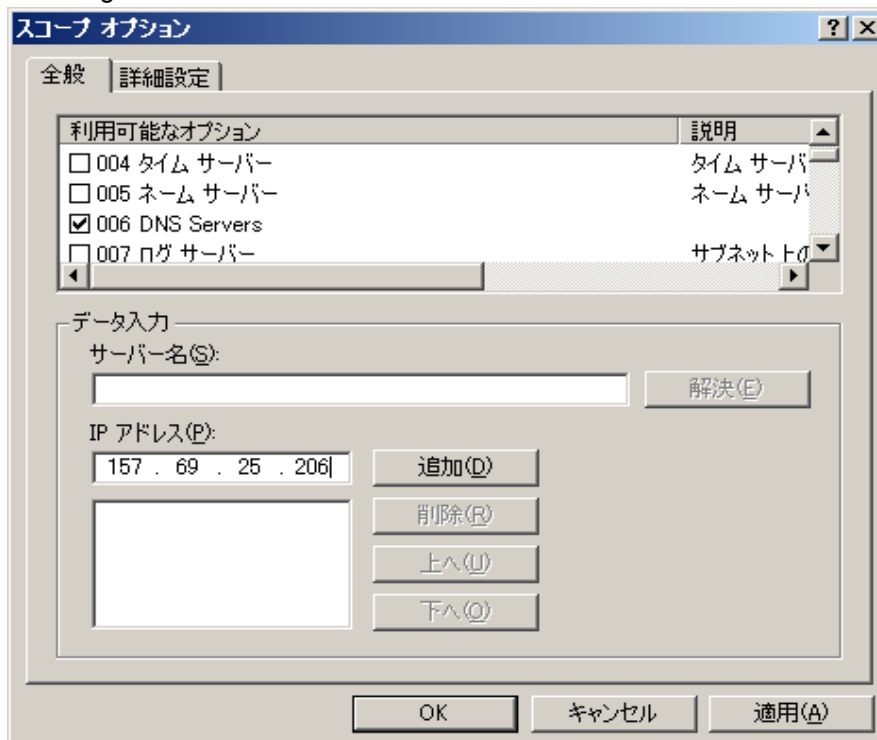 スコープ オプション
全般
詳細設定
利用可能なオプション 説明
004 タイム サーバー タイム サーバ
005 ネーム サーバー ネーム サーバ
006 DNS Servers
007 ログ サーバー サブネット上の
データ入力
サーバー名(S):
解決(E)
IP アドレス(P):
157 . 69 . 25 . 206
追加(D)
削除(R)
上へ(U)
下へ(O)
OK
キャンセル
適用(A)